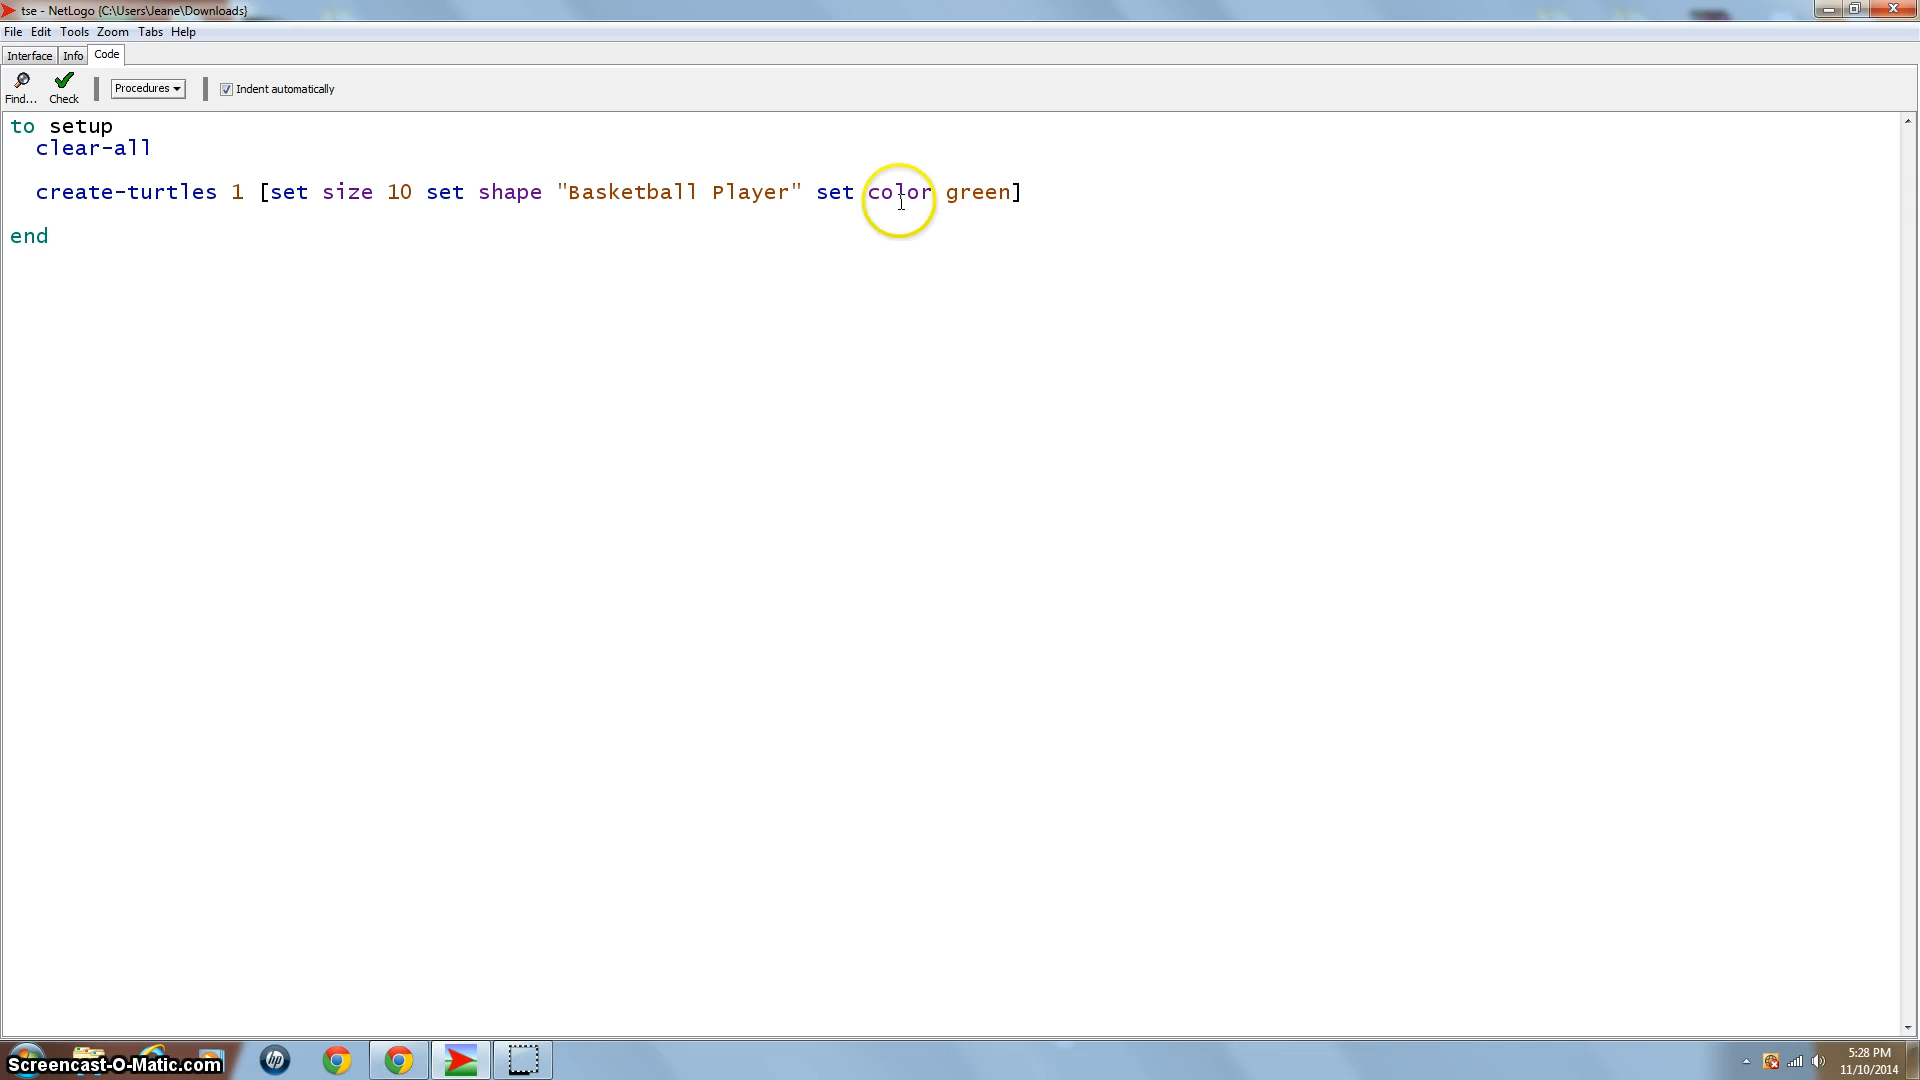 tse - NetLogo {C:\Users\Jeane\Downloads}
File Edit Tools Zoom Tabs Help
Interface Info Code
Find... Check Procedures Indent automatically
to setup
clear-all
create-turtles 1 [set size 10 set shape "Basketball Player" set color green]
end
Screencast-O-Matic.com
hp
5:28 PM
11/10/2014